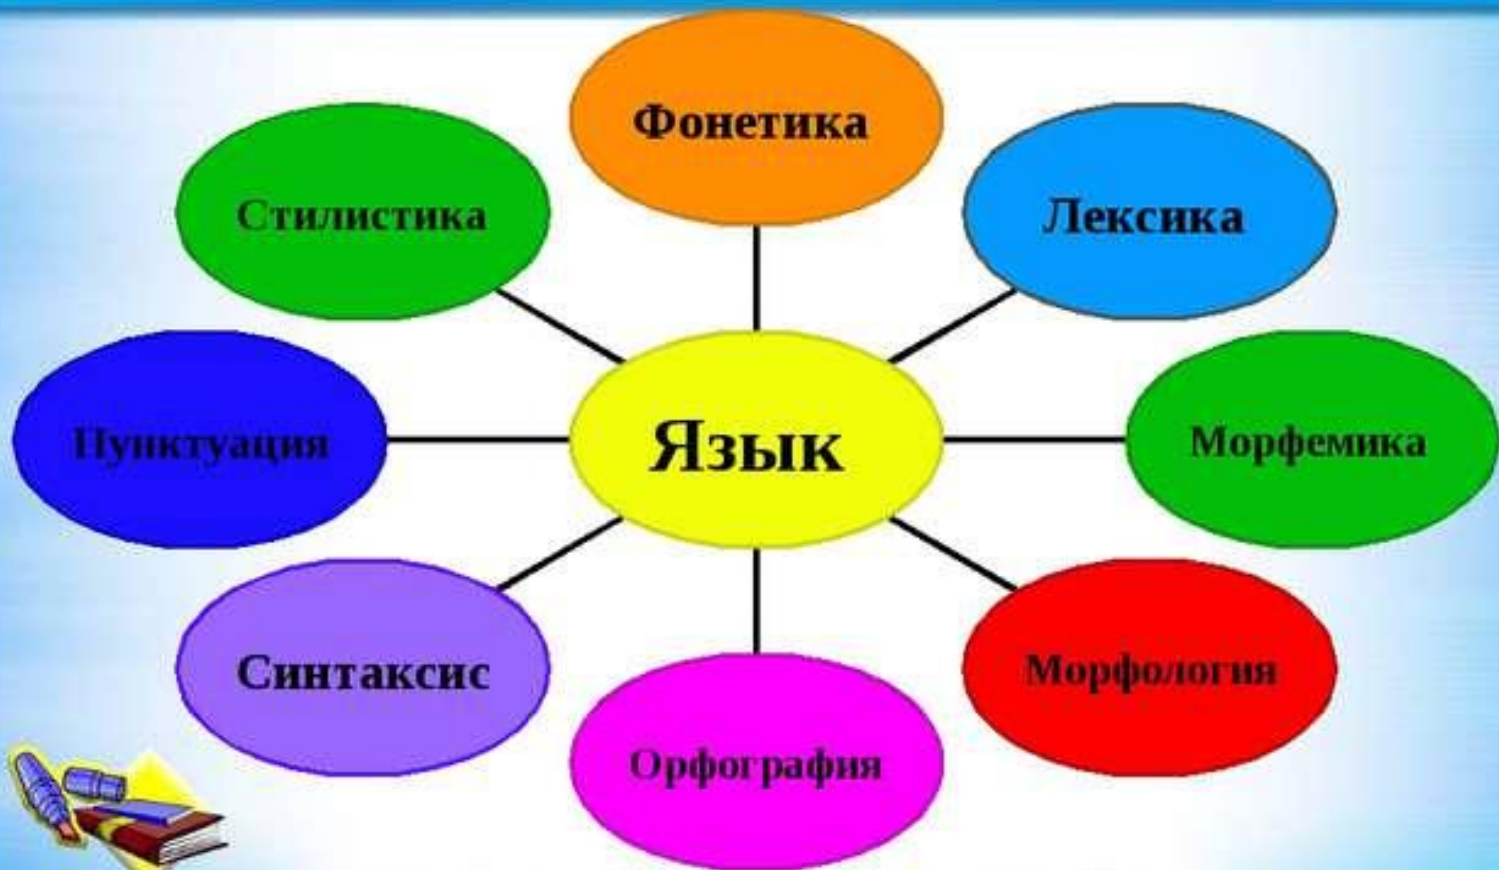 Фонетика
Стилистика
Лексика
Пунктуация
Язык
Морфемика
Синтаксис
Морфология
Орфография